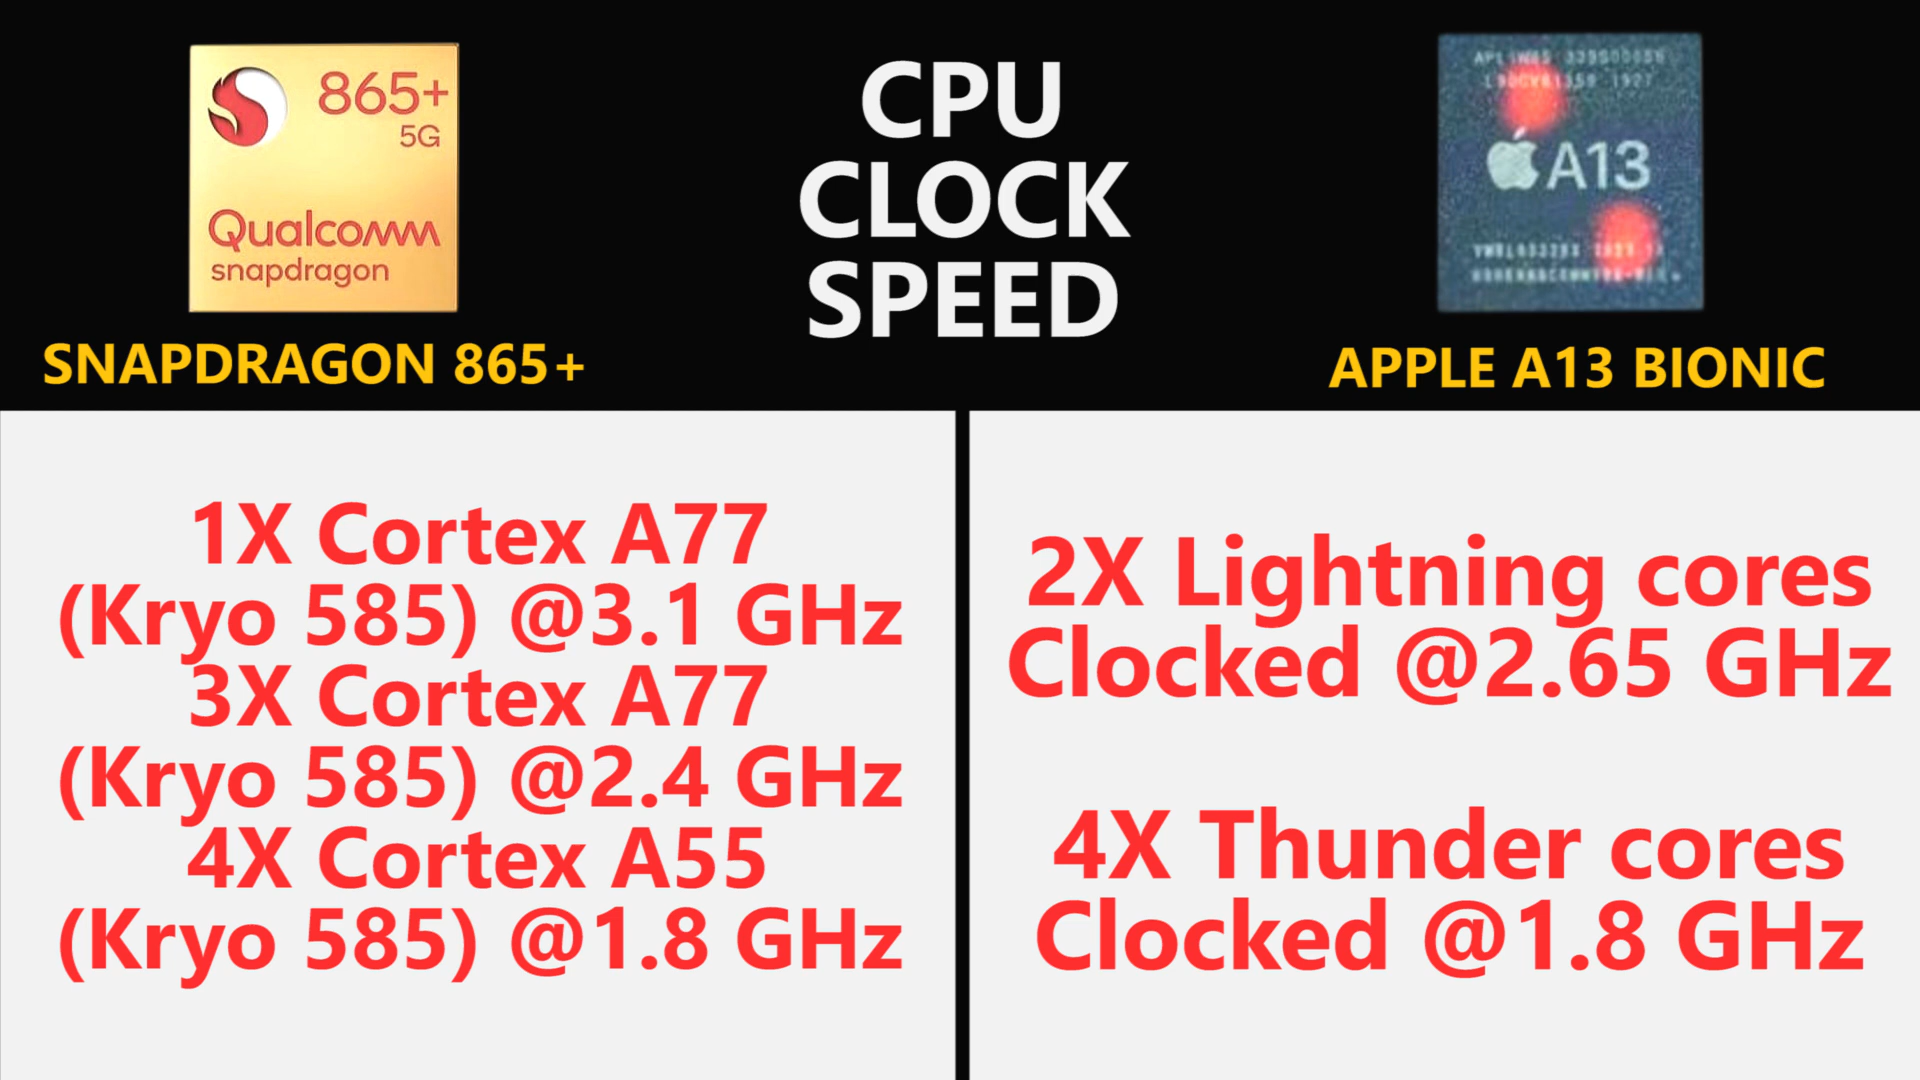 865+
5G
Qualcomm
snapdragon
SNAPDRAGON 865+
CPU
CLOCK
SPEED
A13
APPLE A13 BIONIC
1X Cortex A77
(Kryo 585) @3.1 GHz
3X Cortex A77
(Kryo 585) @2.4 GHz
4X Cortex A55
(Kryo 585) @1.8 GHz
2X Lightning cores
Clocked @2.65 GHz
4X Thunder cores
Clocked @1.8 GHz